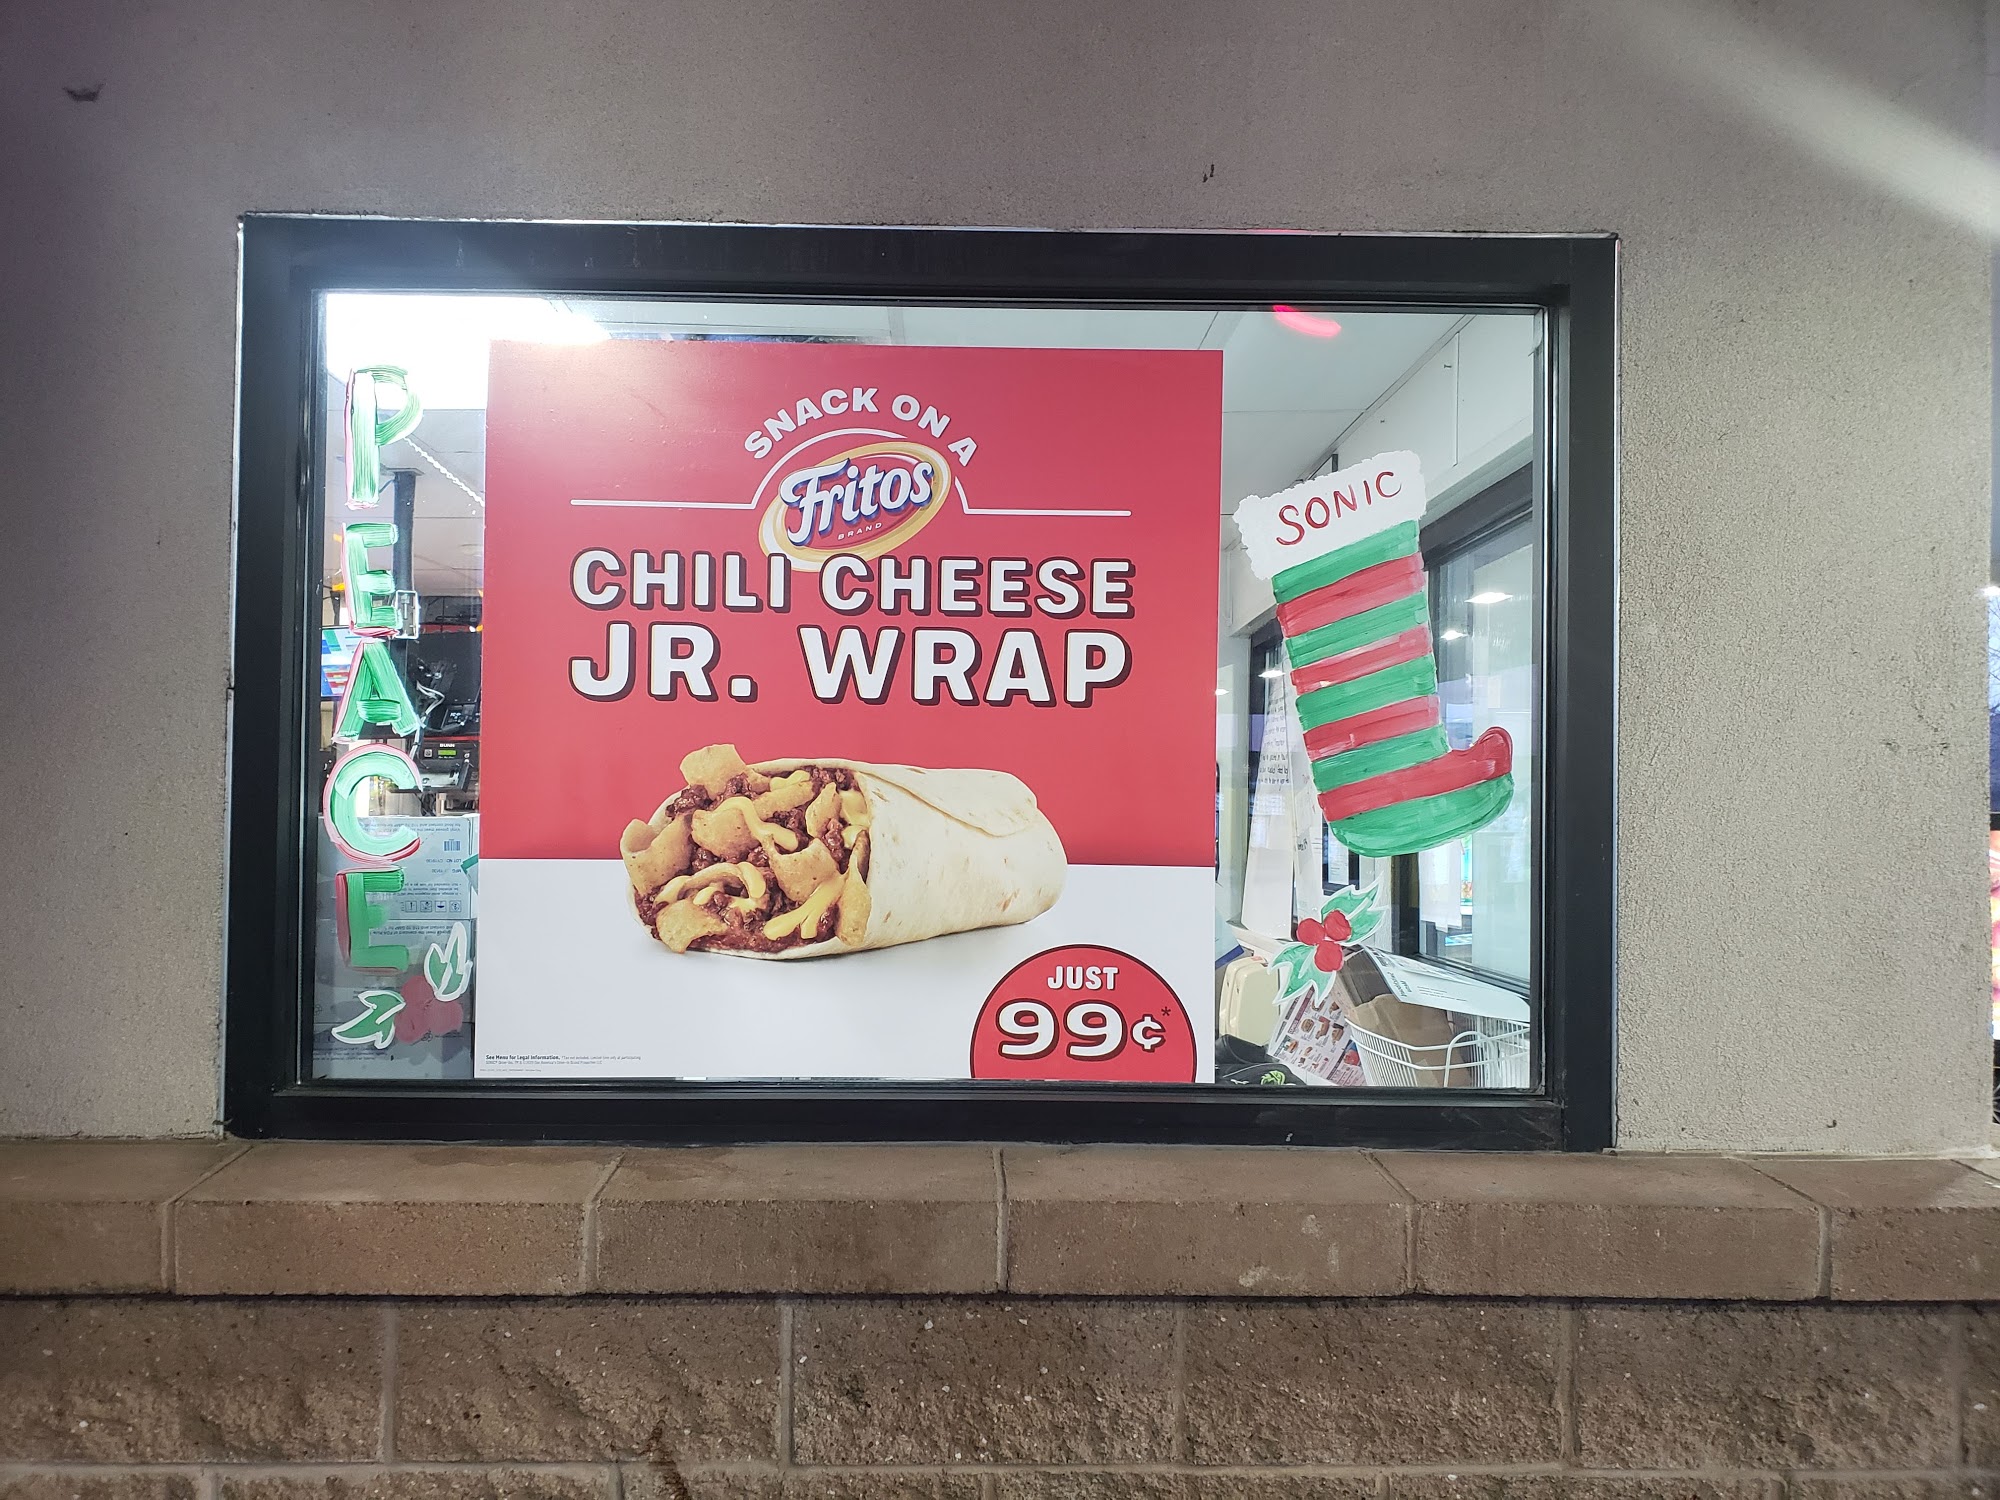 PEACE
SNACK ON A
Fritos
BRAND
CHILI CHEESE
JR. WRAP
JUST
99¢*
See Menu for Legal Information.
SONIC